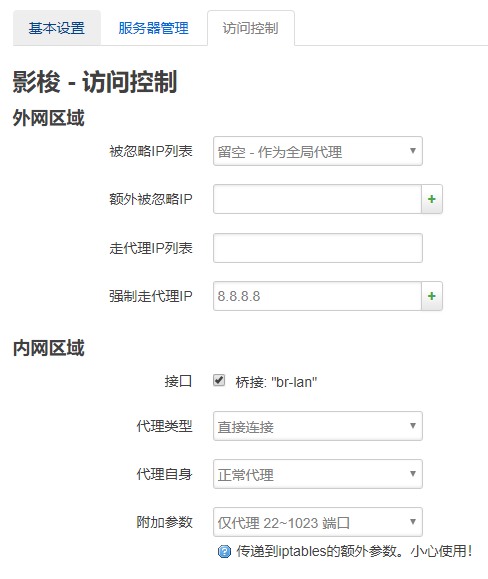 基本设置 服务器管理 访问控制
影梭 - 访问控制
外网区域
被忽略IP列表 留空 - 作为全局代理
额外被忽略IP
走代理IP列表
强制走代理IP 8.8.8.8
内网区域
接口 桥接: "br-lan"
代理类型 直接连接
代理自身 正常代理
附加参数 仅代理 22~1023 端口
传递到iptables的额外参数。小心使用！